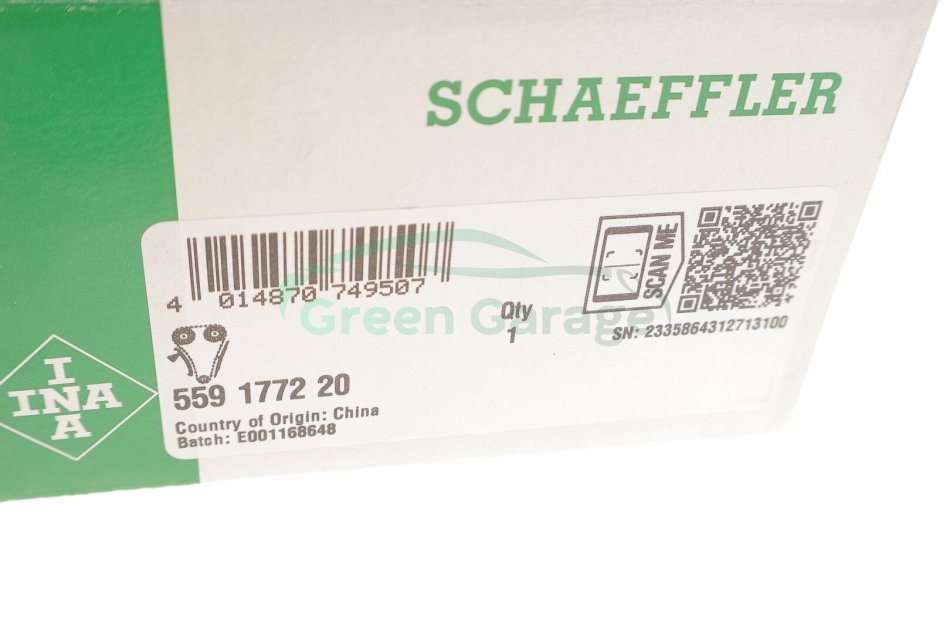 SCHAEFFLER
SCAN ME
4 014870 749507
Green Garage
Qty
1
SN: 2335864312713100
INA
INA
559 1772 20
Country of Origin: China
Batch: E001168648